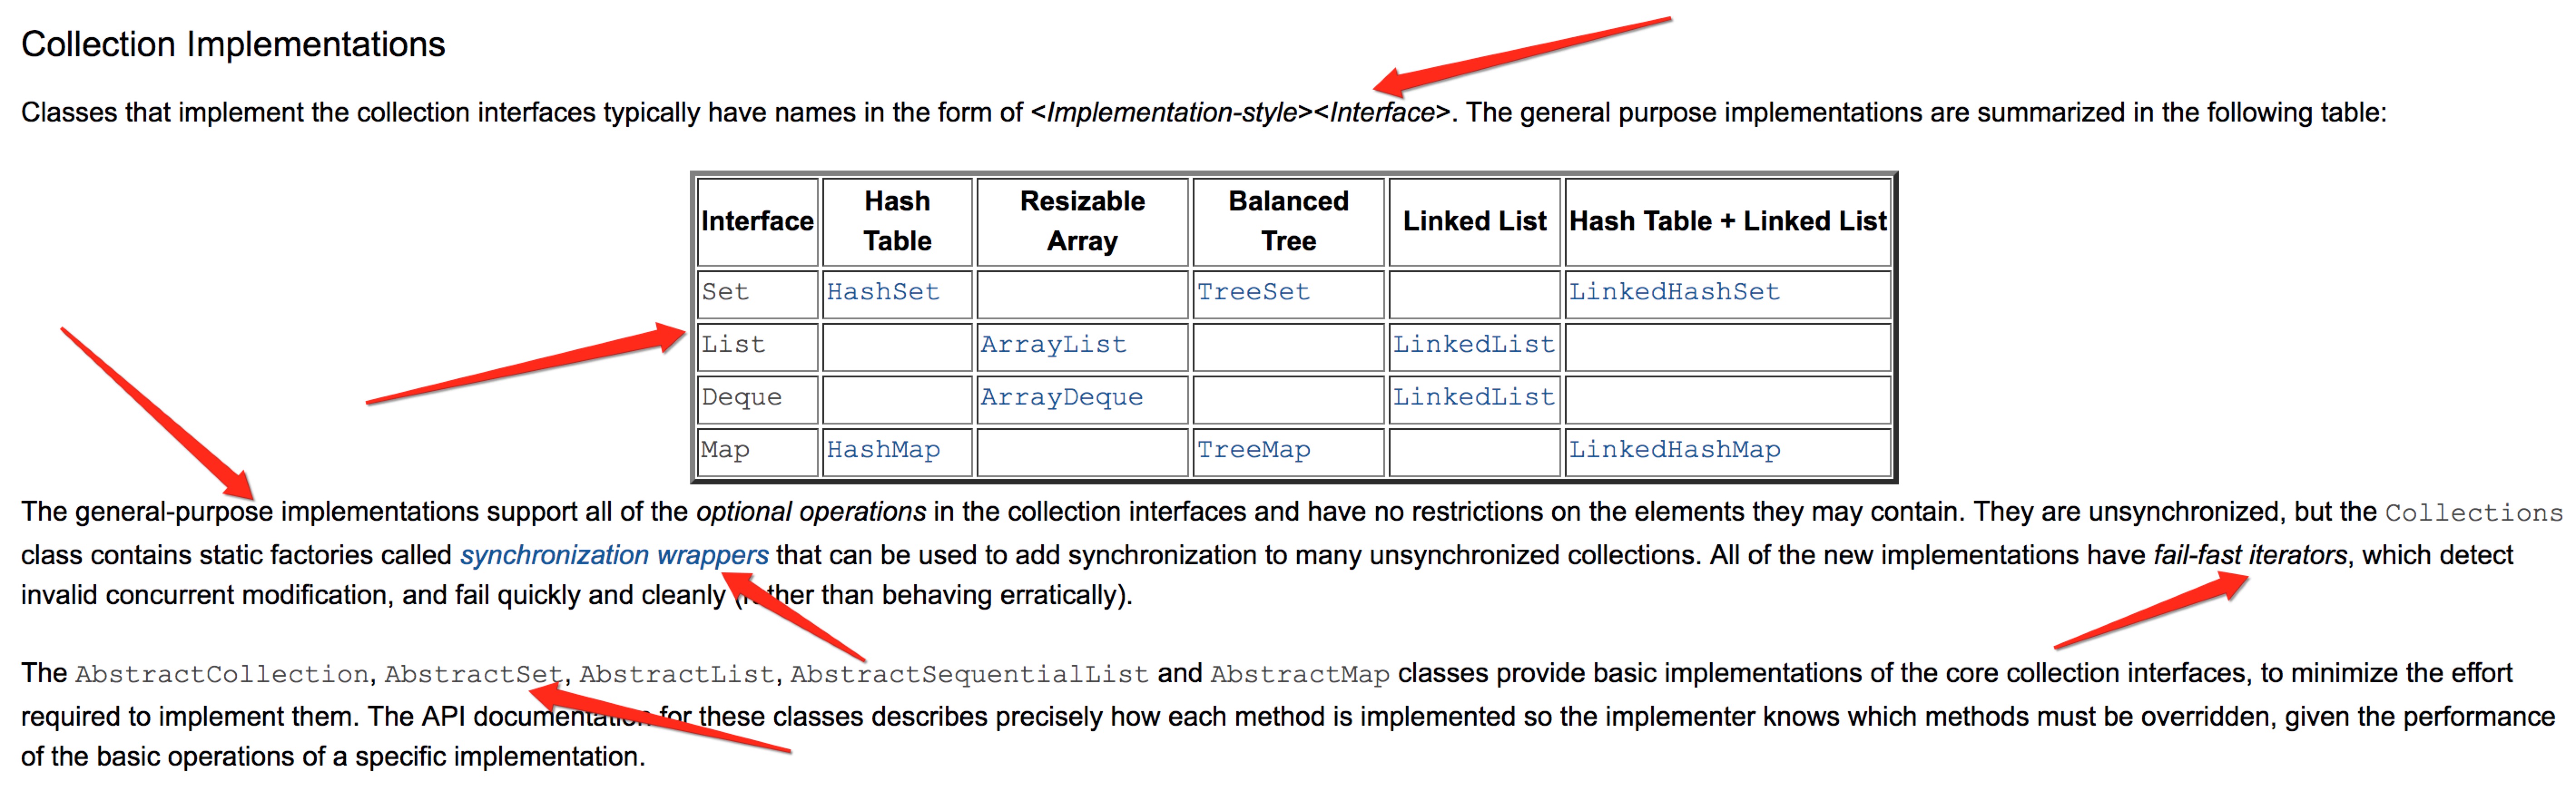 Collection Implementations
Classes that implement the collection interfaces typically have names in the form of <Implementation-style><Interface>. The general purpose implementations are summarized in the following table:
Interface Hash Table Resizable Array Balanced Tree Linked List Hash Table + Linked List
Set HashSet TreeSet LinkedHashSet
List ArrayList LinkedList
Deque ArrayDeque LinkedList
Map HashMap TreeMap LinkedHashMap
The general-purpose implementations support all of the optional operations in the collection interfaces and have no restrictions on the elements they may contain. They are unsynchronized, but the Collections
class contains static factories called synchronization wrappers that can be used to add synchronization to many unsynchronized collections. All of the new implementations have fail-fast iterators, which detect
invalid concurrent modification, and fail quickly and cleanly (rather than behaving erratically).
The AbstractCollection, AbstractSet, AbstractList, AbstractSequentialList and AbstractMap classes provide basic implementations of the core collection interfaces, to minimize the effort
required to implement them. The API documentation for these classes describes precisely how each method is implemented so the implementer knows which methods must be overridden, given the performance
of the basic operations of a specific implementation.